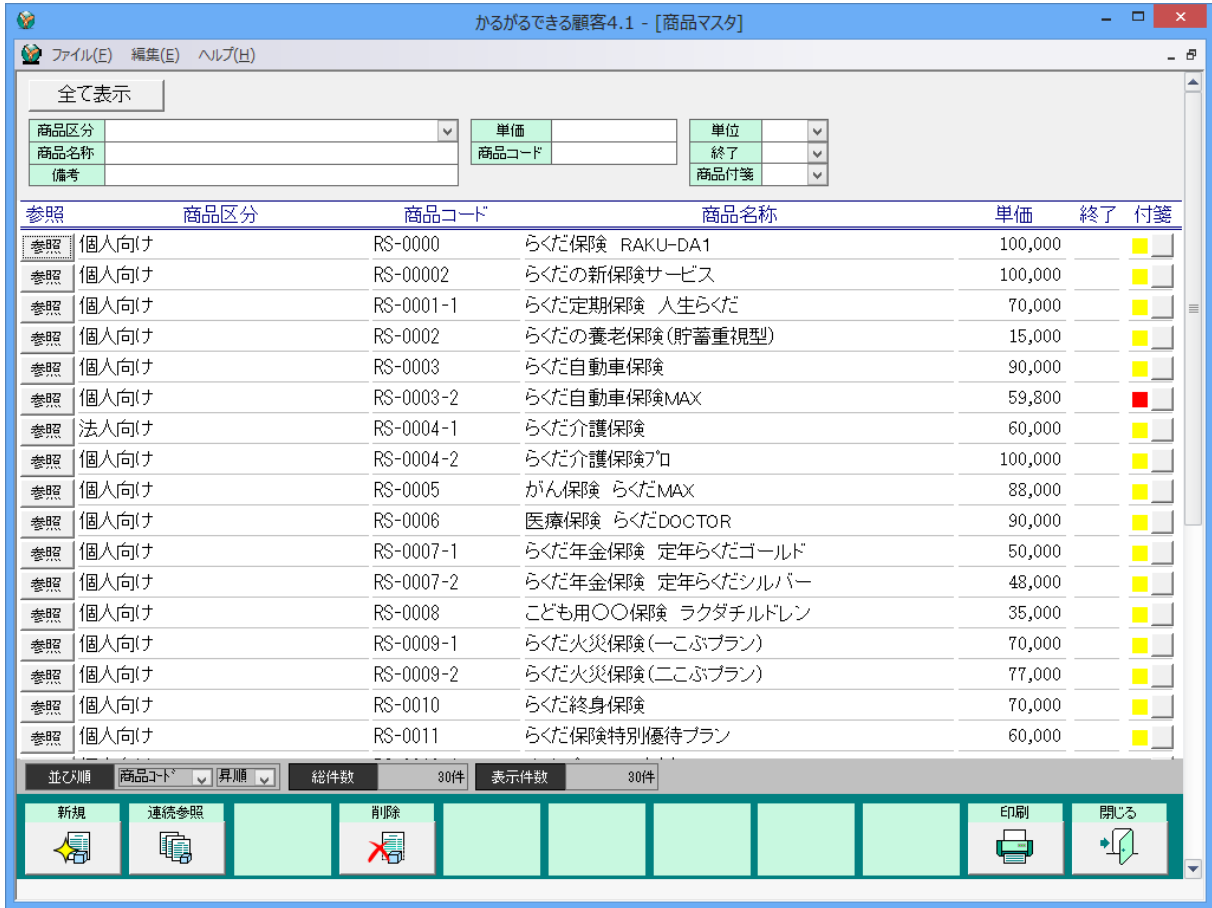 かるがるできる顧客4.1 - [商品マスタ]
ファイル(F) 編集(E) ヘルプ(H)
全て表示
商品区分 単価 単位
商品名称 商品コード 終了
備考 商品付箋
参照 商品区分 商品コード 商品名称 単価 終了 付箋
参照 個人向け RS-0000 らくだ保険 RAKU-DA1 100,000
参照 個人向け RS-00002 らくだの新保険サービス 100,000
参照 個人向け RS-0001-1 らくだ定期保険 人生らくだ 70,000
参照 個人向け RS-0002 らくだの養老保険(貯蓄重視型) 15,000
参照 個人向け RS-0003 らくだ自動車保険 90,000
参照 個人向け RS-0003-2 らくだ自動車保険MAX 59,800
参照 法人向け RS-0004-1 らくだ介護保険 60,000
参照 個人向け RS-0004-2 らくだ介護保険プロ 100,000
参照 個人向け RS-0005 がん保険 らくだMAX 88,000
参照 個人向け RS-0006 医療保険 らくだDOCTOR 90,000
参照 個人向け RS-0007-1 らくだ年金保険 定年らくだゴールド 50,000
参照 個人向け RS-0007-2 らくだ年金保険 定年らくだシルバー 48,000
参照 個人向け RS-0008 こども用〇〇保険 ラクダチルドレン 35,000
参照 個人向け RS-0009-1 らくだ火災保険(一こぶプラン) 70,000
参照 個人向け RS-0009-2 らくだ火災保険(二こぶプラン) 77,000
参照 個人向け RS-0010 らくだ終身保険 70,000
参照 個人向け RS-0011 らくだ保険特別優待プラン 60,000
並び順 商品コード 昇順 総件数 30件 表示件数 30件
新規 連続参照 削除 印刷 閉じる